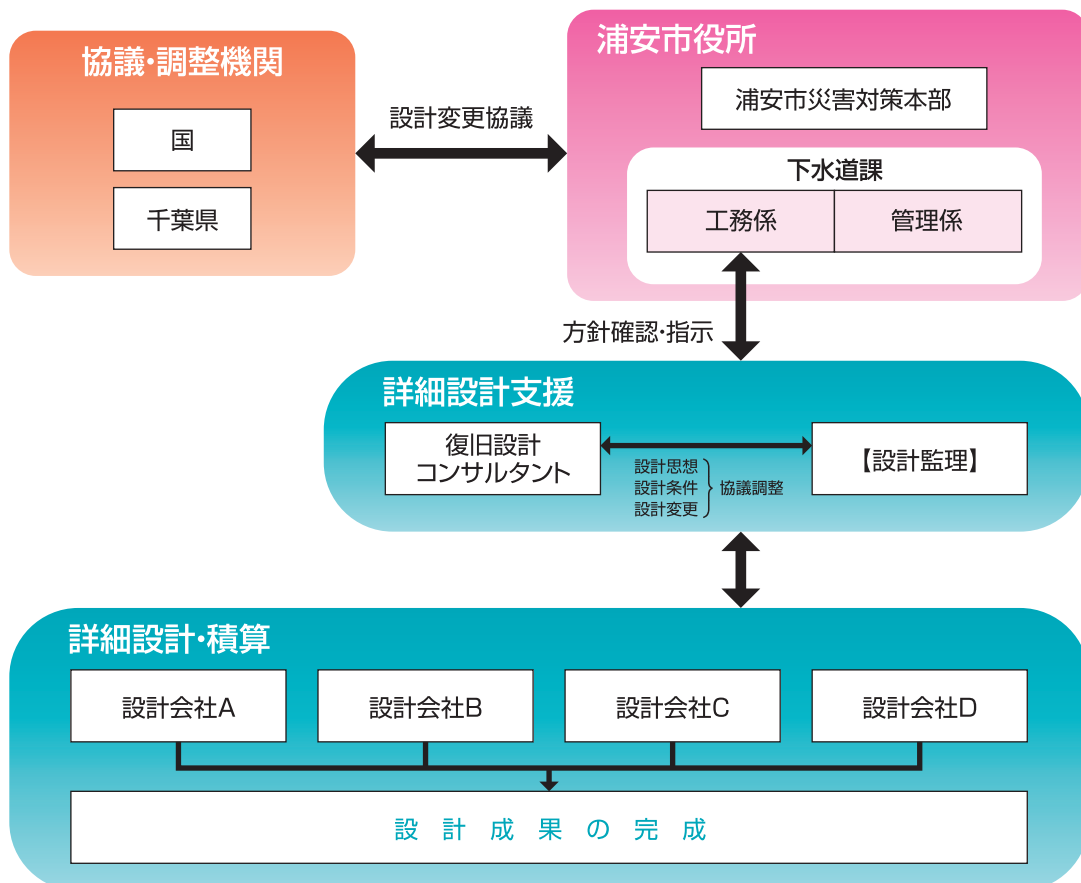 協議・調整機関
国
千葉県
設計変更協議
浦安市役所
浦安市災害対策本部
下水道課
工務係
管理係
方針確認・指示
詳細設計支援
復旧設計
コンサルタント
設計思想
設計条件
設計変更
協議調整
【設計監理】
詳細設計・積算
設計会社A
設計会社B
設計会社C
設計会社D
設計成果の完成